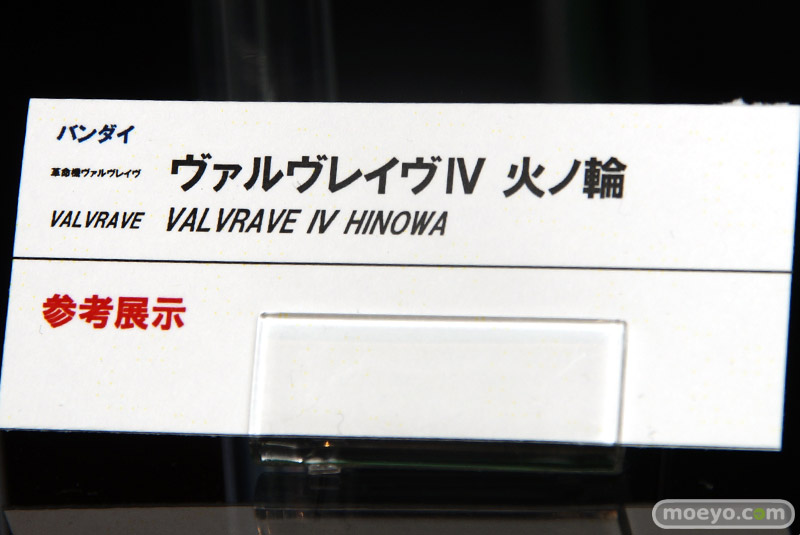 バンダイ
革命機ヴァルヴレイヴ ヴァルヴレイヴIV 火ノ輪
VALVRAVE VALVRAVE IV HINOWA
参考展示
moeyo.com